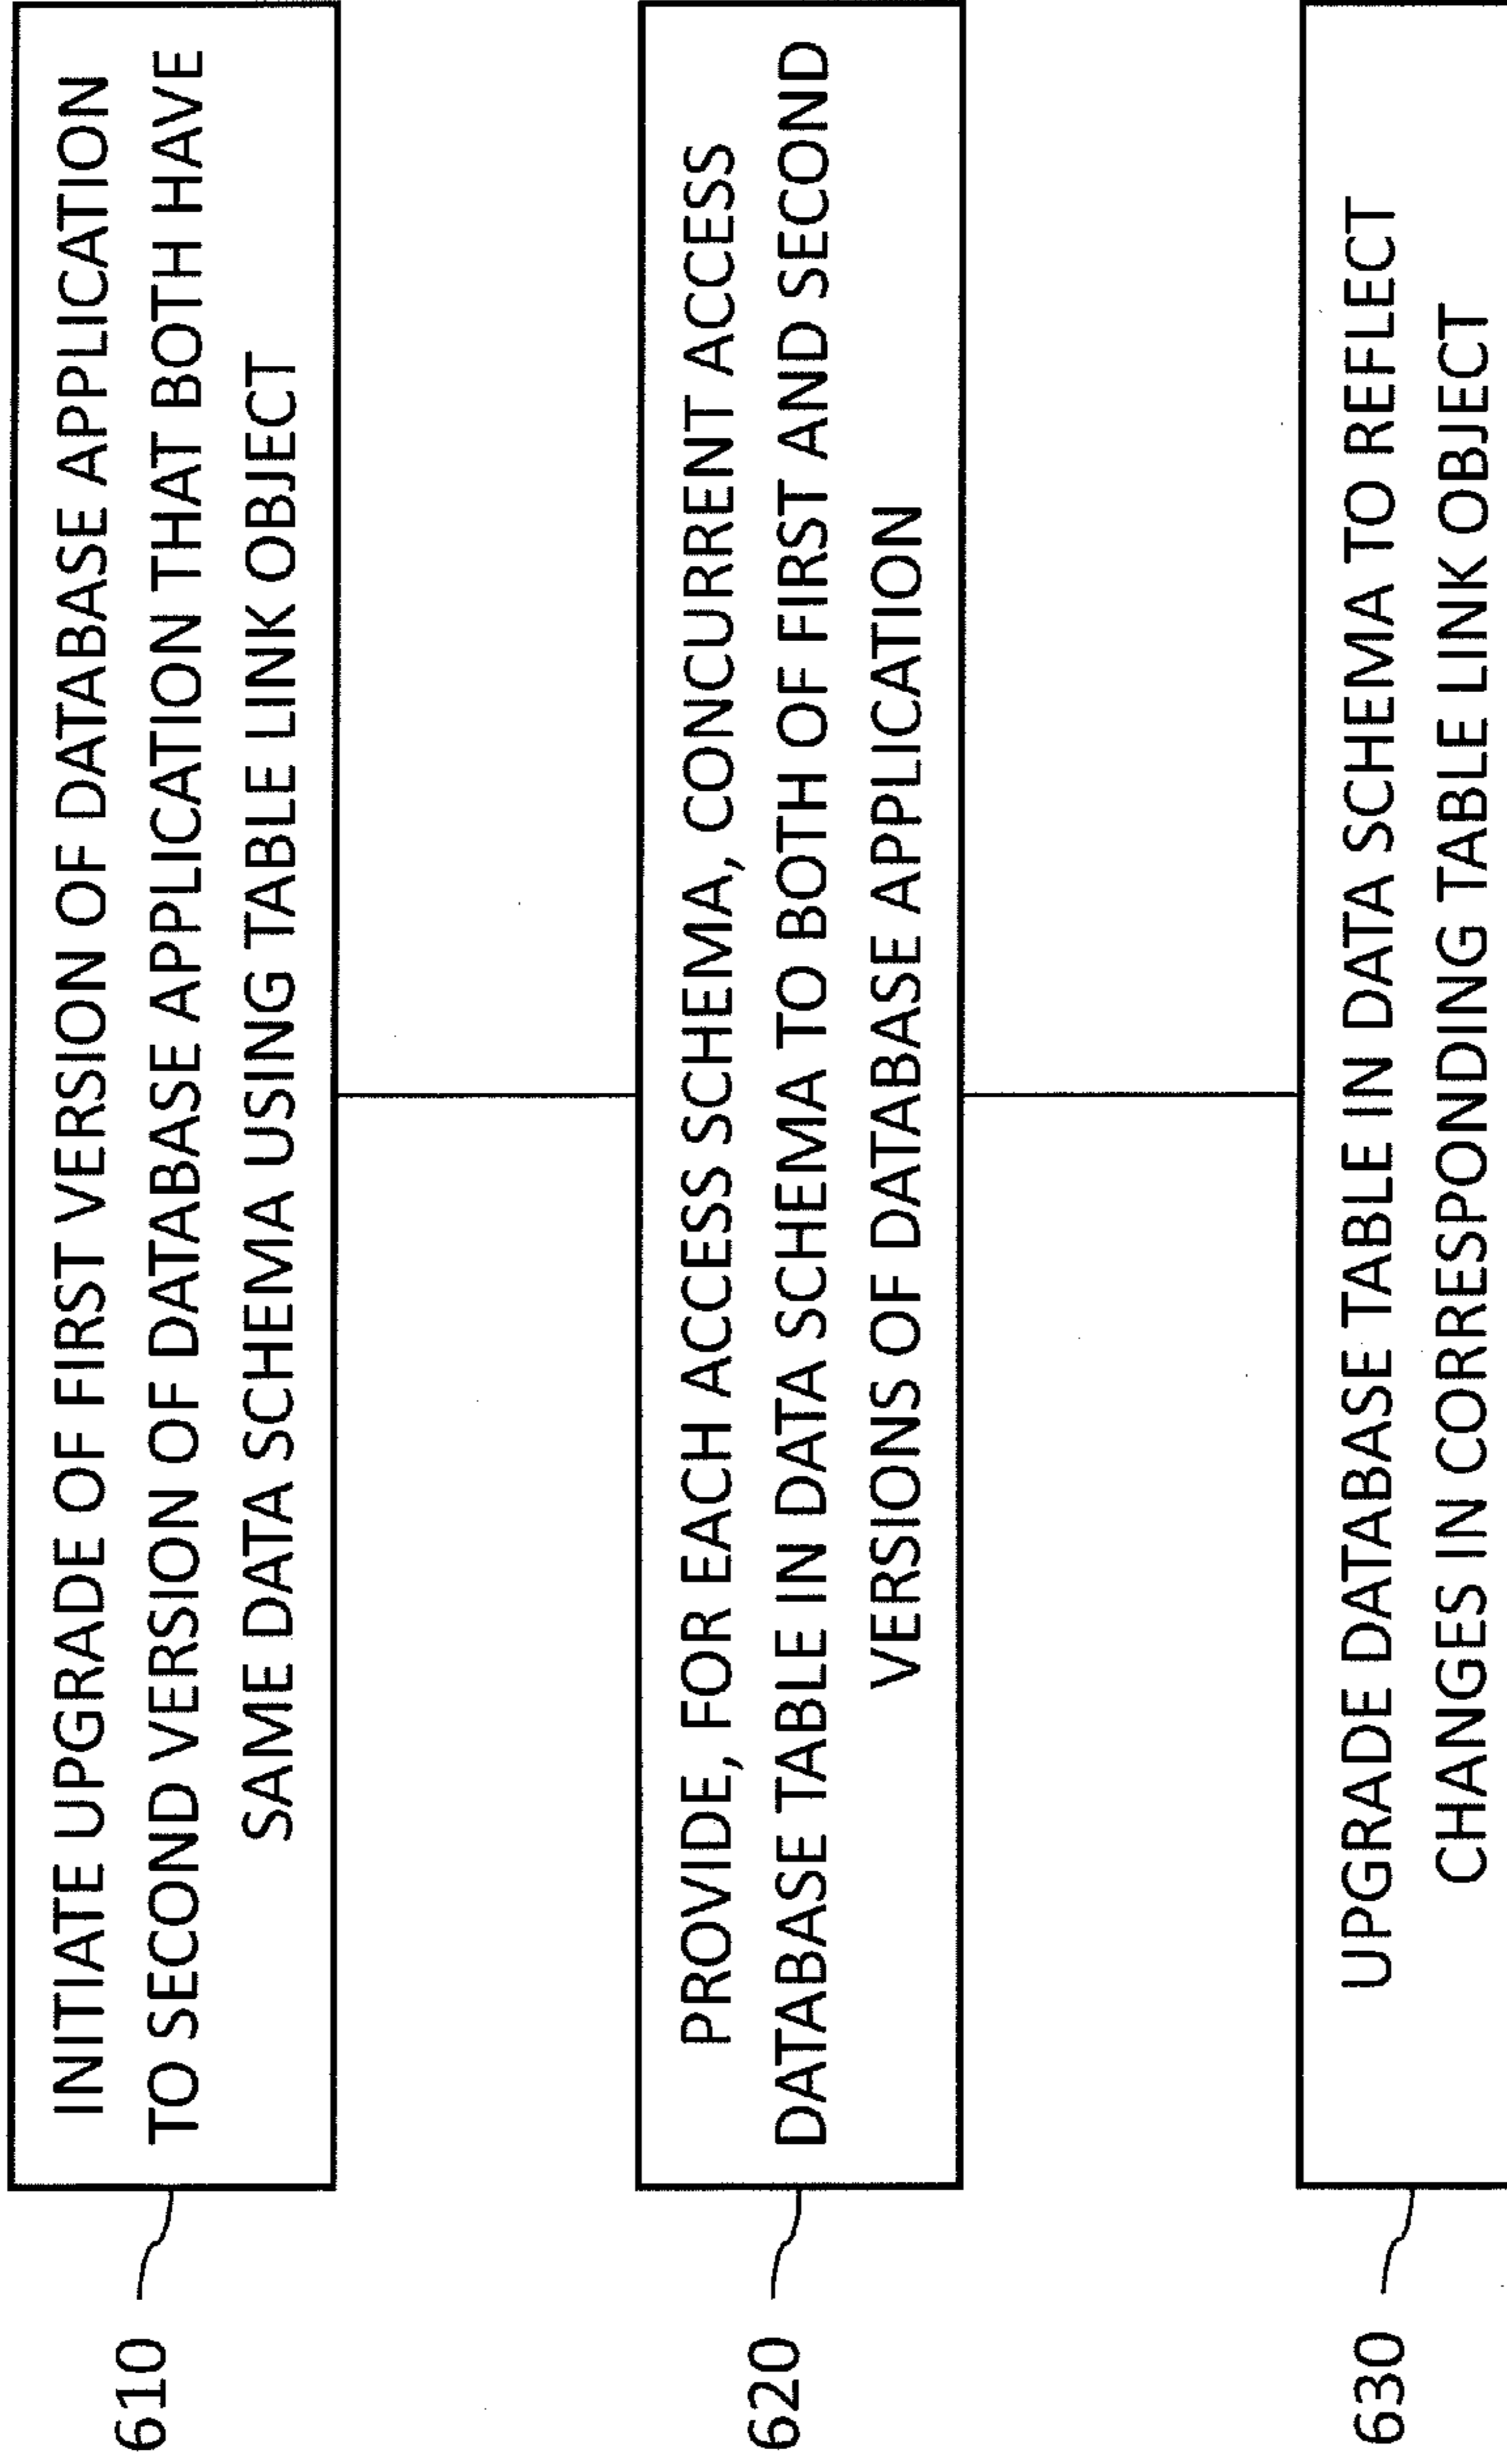 610
INITIATE UPGRADE OF FIRST VERSION OF DATABASE APPLICATION
TO SECOND VERSION OF DATABASE APPLICATION THAT BOTH HAVE
SAME DATA SCHEMA USING TABLE LINK OBJECT
620
PROVIDE, FOR EACH ACCESS SCHEMA, CONCURRENT ACCESS
DATABASE TABLE IN DATA SCHEMA TO BOTH OF FIRST AND SECOND
VERSIONS OF DATABASE APPLICATION
630
UPGRADE DATABASE TABLE IN DATA SCHEMA TO REFLECT
CHANGES IN CORRESPONDING TABLE LINK OBJECT